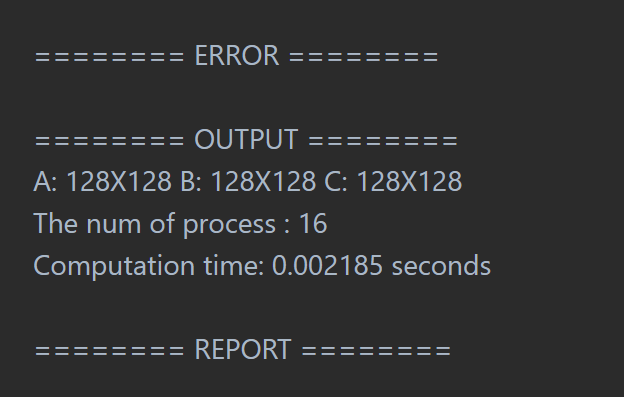 ======== ERROR ========
======== OUTPUT ========
A: 128X128 B: 128X128 C: 128X128
The num of process : 16
Computation time: 0.002185 seconds
======== REPORT ========